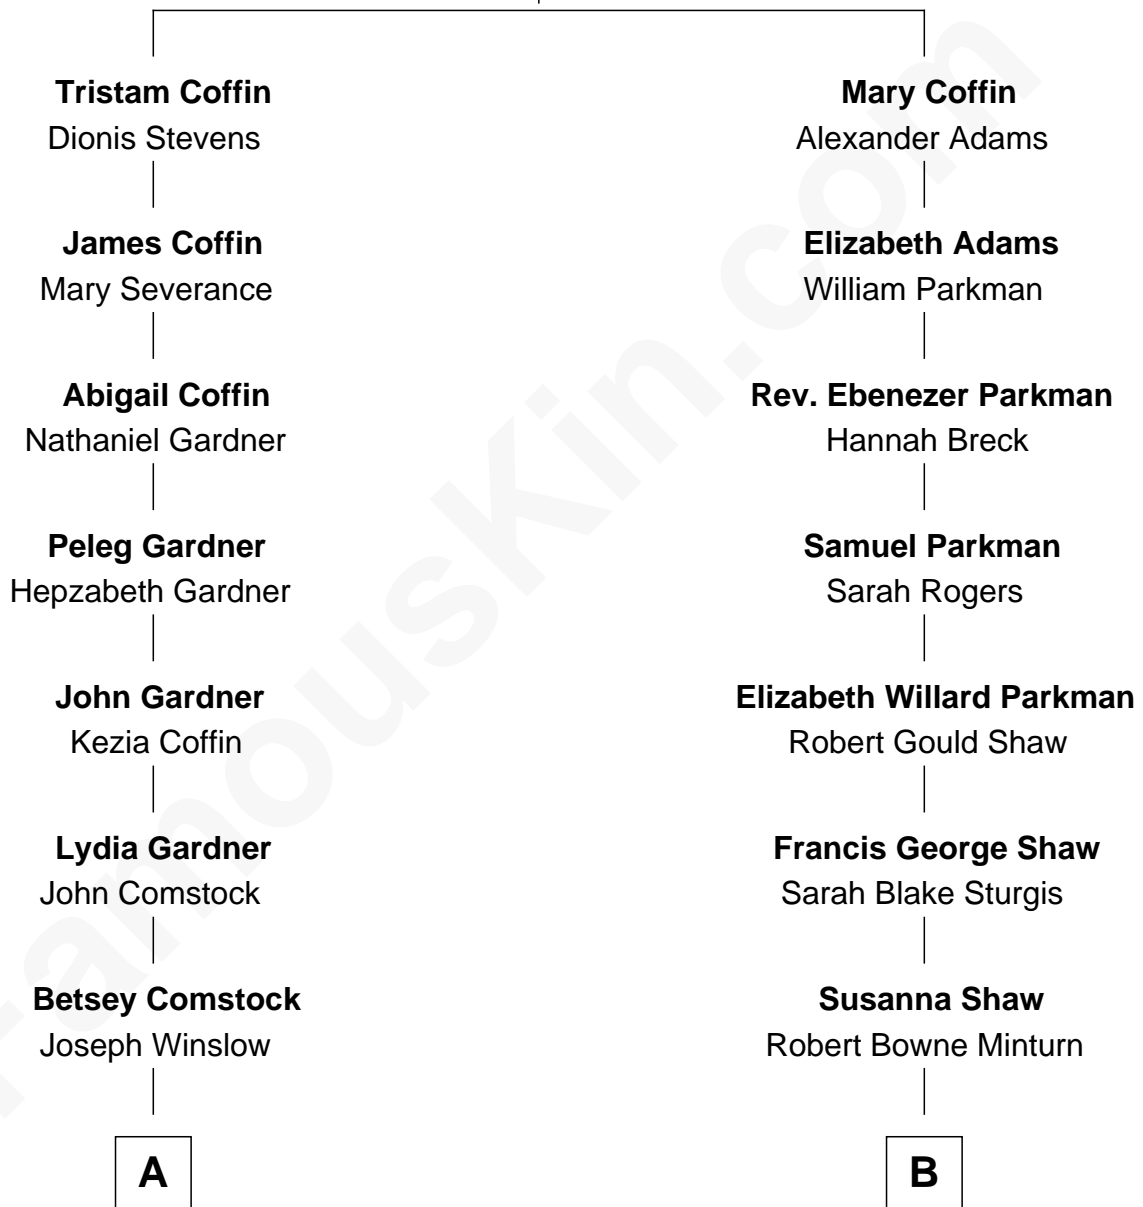 Tristam Coffin
Dionis Stevens
James Coffin
Mary Severance
Abigail Coffin
Nathaniel Gardner
Peleg Gardner
Hepzabeth Gardner
John Gardner
Kezia Coffin
Lydia Gardner
John Comstock
Betsey Comstock
Joseph Winslow
A
Mary Coffin
Alexander Adams
Elizabeth Adams
William Parkman
Rev. Ebenezer Parkman
Hannah Breck
Samuel Parkman
Sarah Rogers
Elizabeth Willard Parkman
Robert Gould Shaw
Francis George Shaw
Sarah Blake Sturgis
Susanna Shaw
Robert Bowne Minturn
B
FamousKin.com